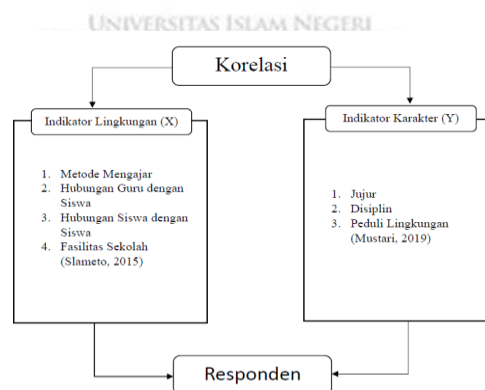 UNIVERSITAS ISLAM NEGERI
Korelasi
Indikator Lingkungan (X)
1. Metode Mengajar
2. Hubungan Guru dengan
Siswa
3. Hubungan Siswa dengan
Siswa
4. Fasilitas Sekolah
(Slameto, 2015)
Indikator Karakter (Y)
1. Jujur
2. Disiplin
3. Peduli Lingkungan
(Mustari, 2019)
Responden